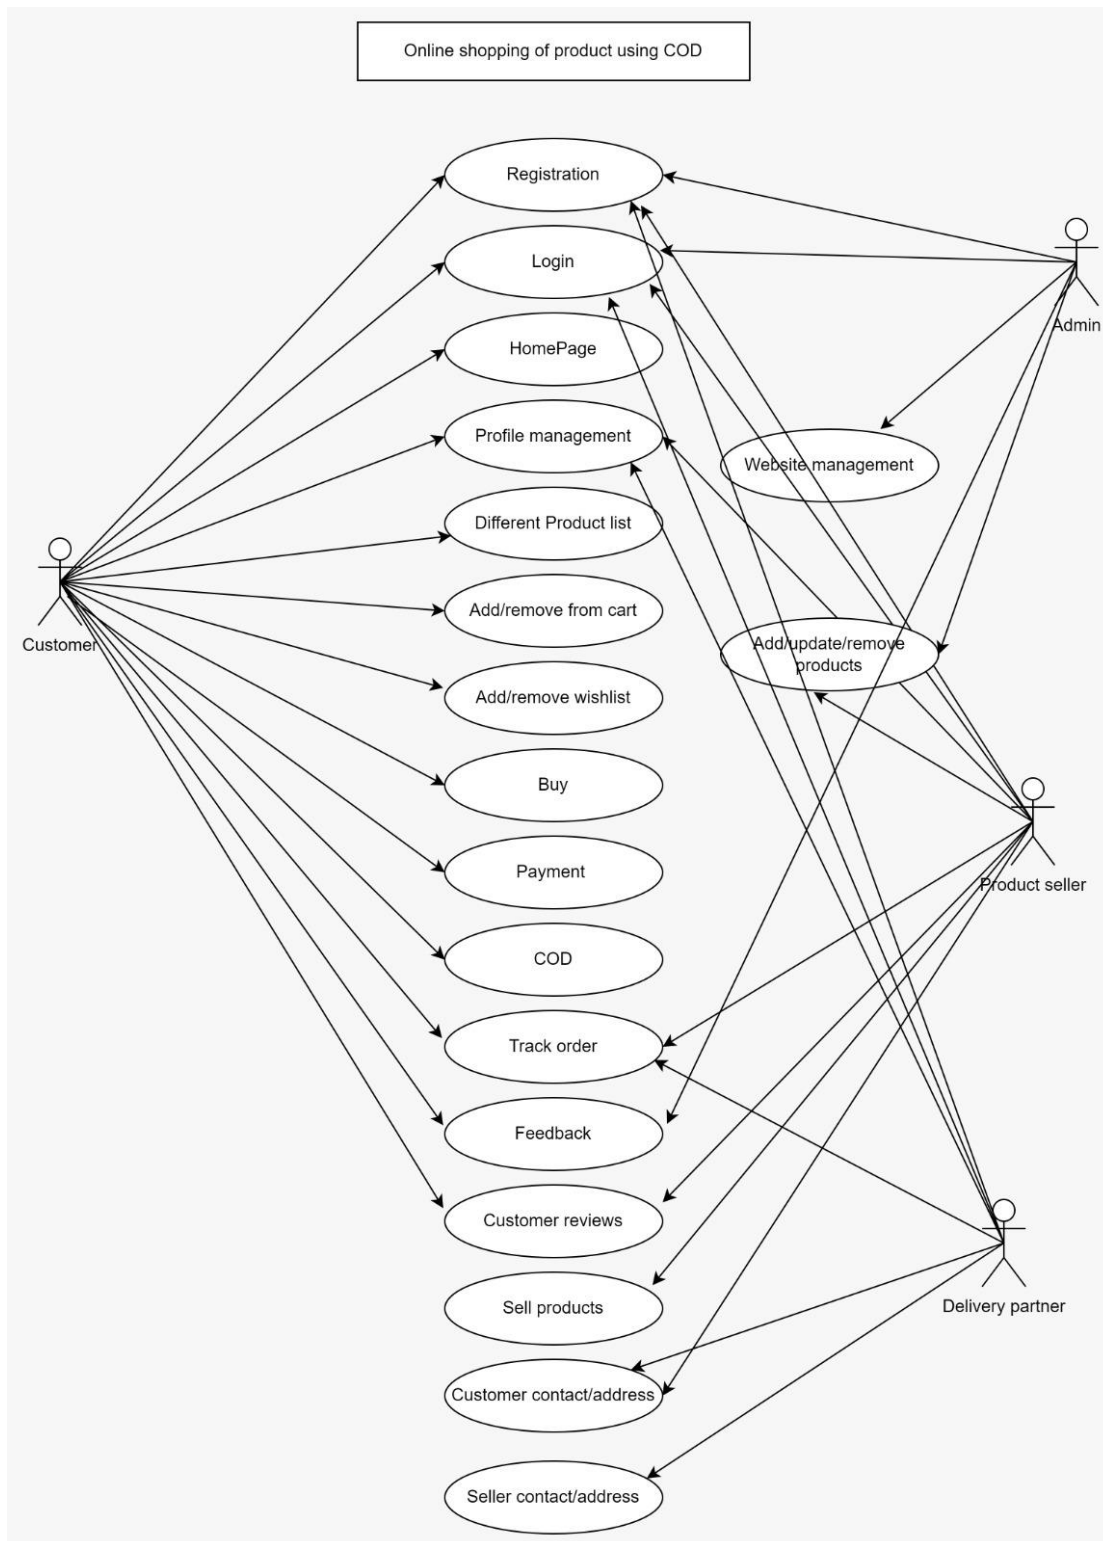 Online shopping of product using COD
Registration
Login
Admin
HomePage
Profile management
Website management
Different Product list
Add/remove from cart
Customer
Add/update/remove
products
Add/remove wishlist
Buy
Payment
Product seller
COD
Track order
Feedback
Customer reviews
Sell products
Delivery partner
Customer contact/address
Seller contact/address